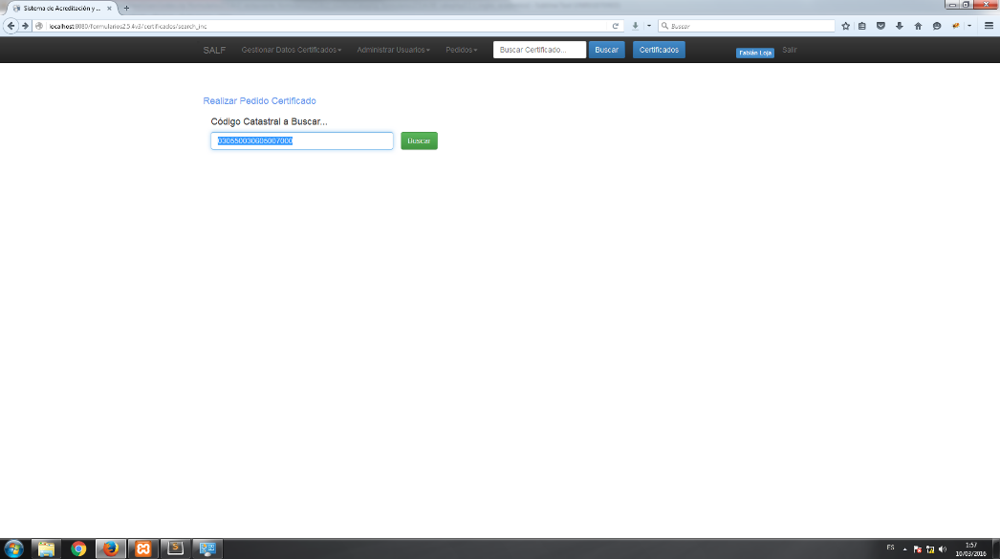 Sistema de Acreditación y ...
localhost:8080/formularios2.5.4v3/certificados/search_inc
Buscar
SALF Gestionar Datos Certificados Administrar Usuarios Pedidos Buscar Certificado... Buscar Certificados Fabián Loja Salir
Realizar Pedido Certificado
Código Catastral a Buscar...
030550030605007000 Buscar
ES 1:57
10/03/2016